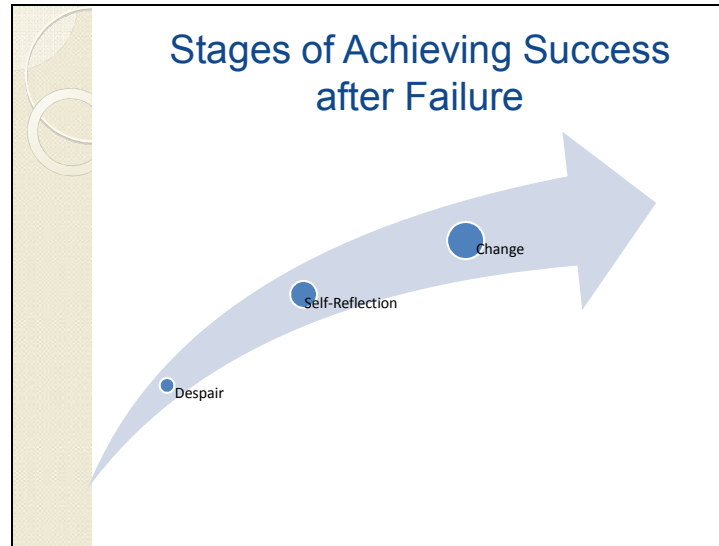 Stages of Achieving Success
after Failure
Change
Self-Reflection
Despair